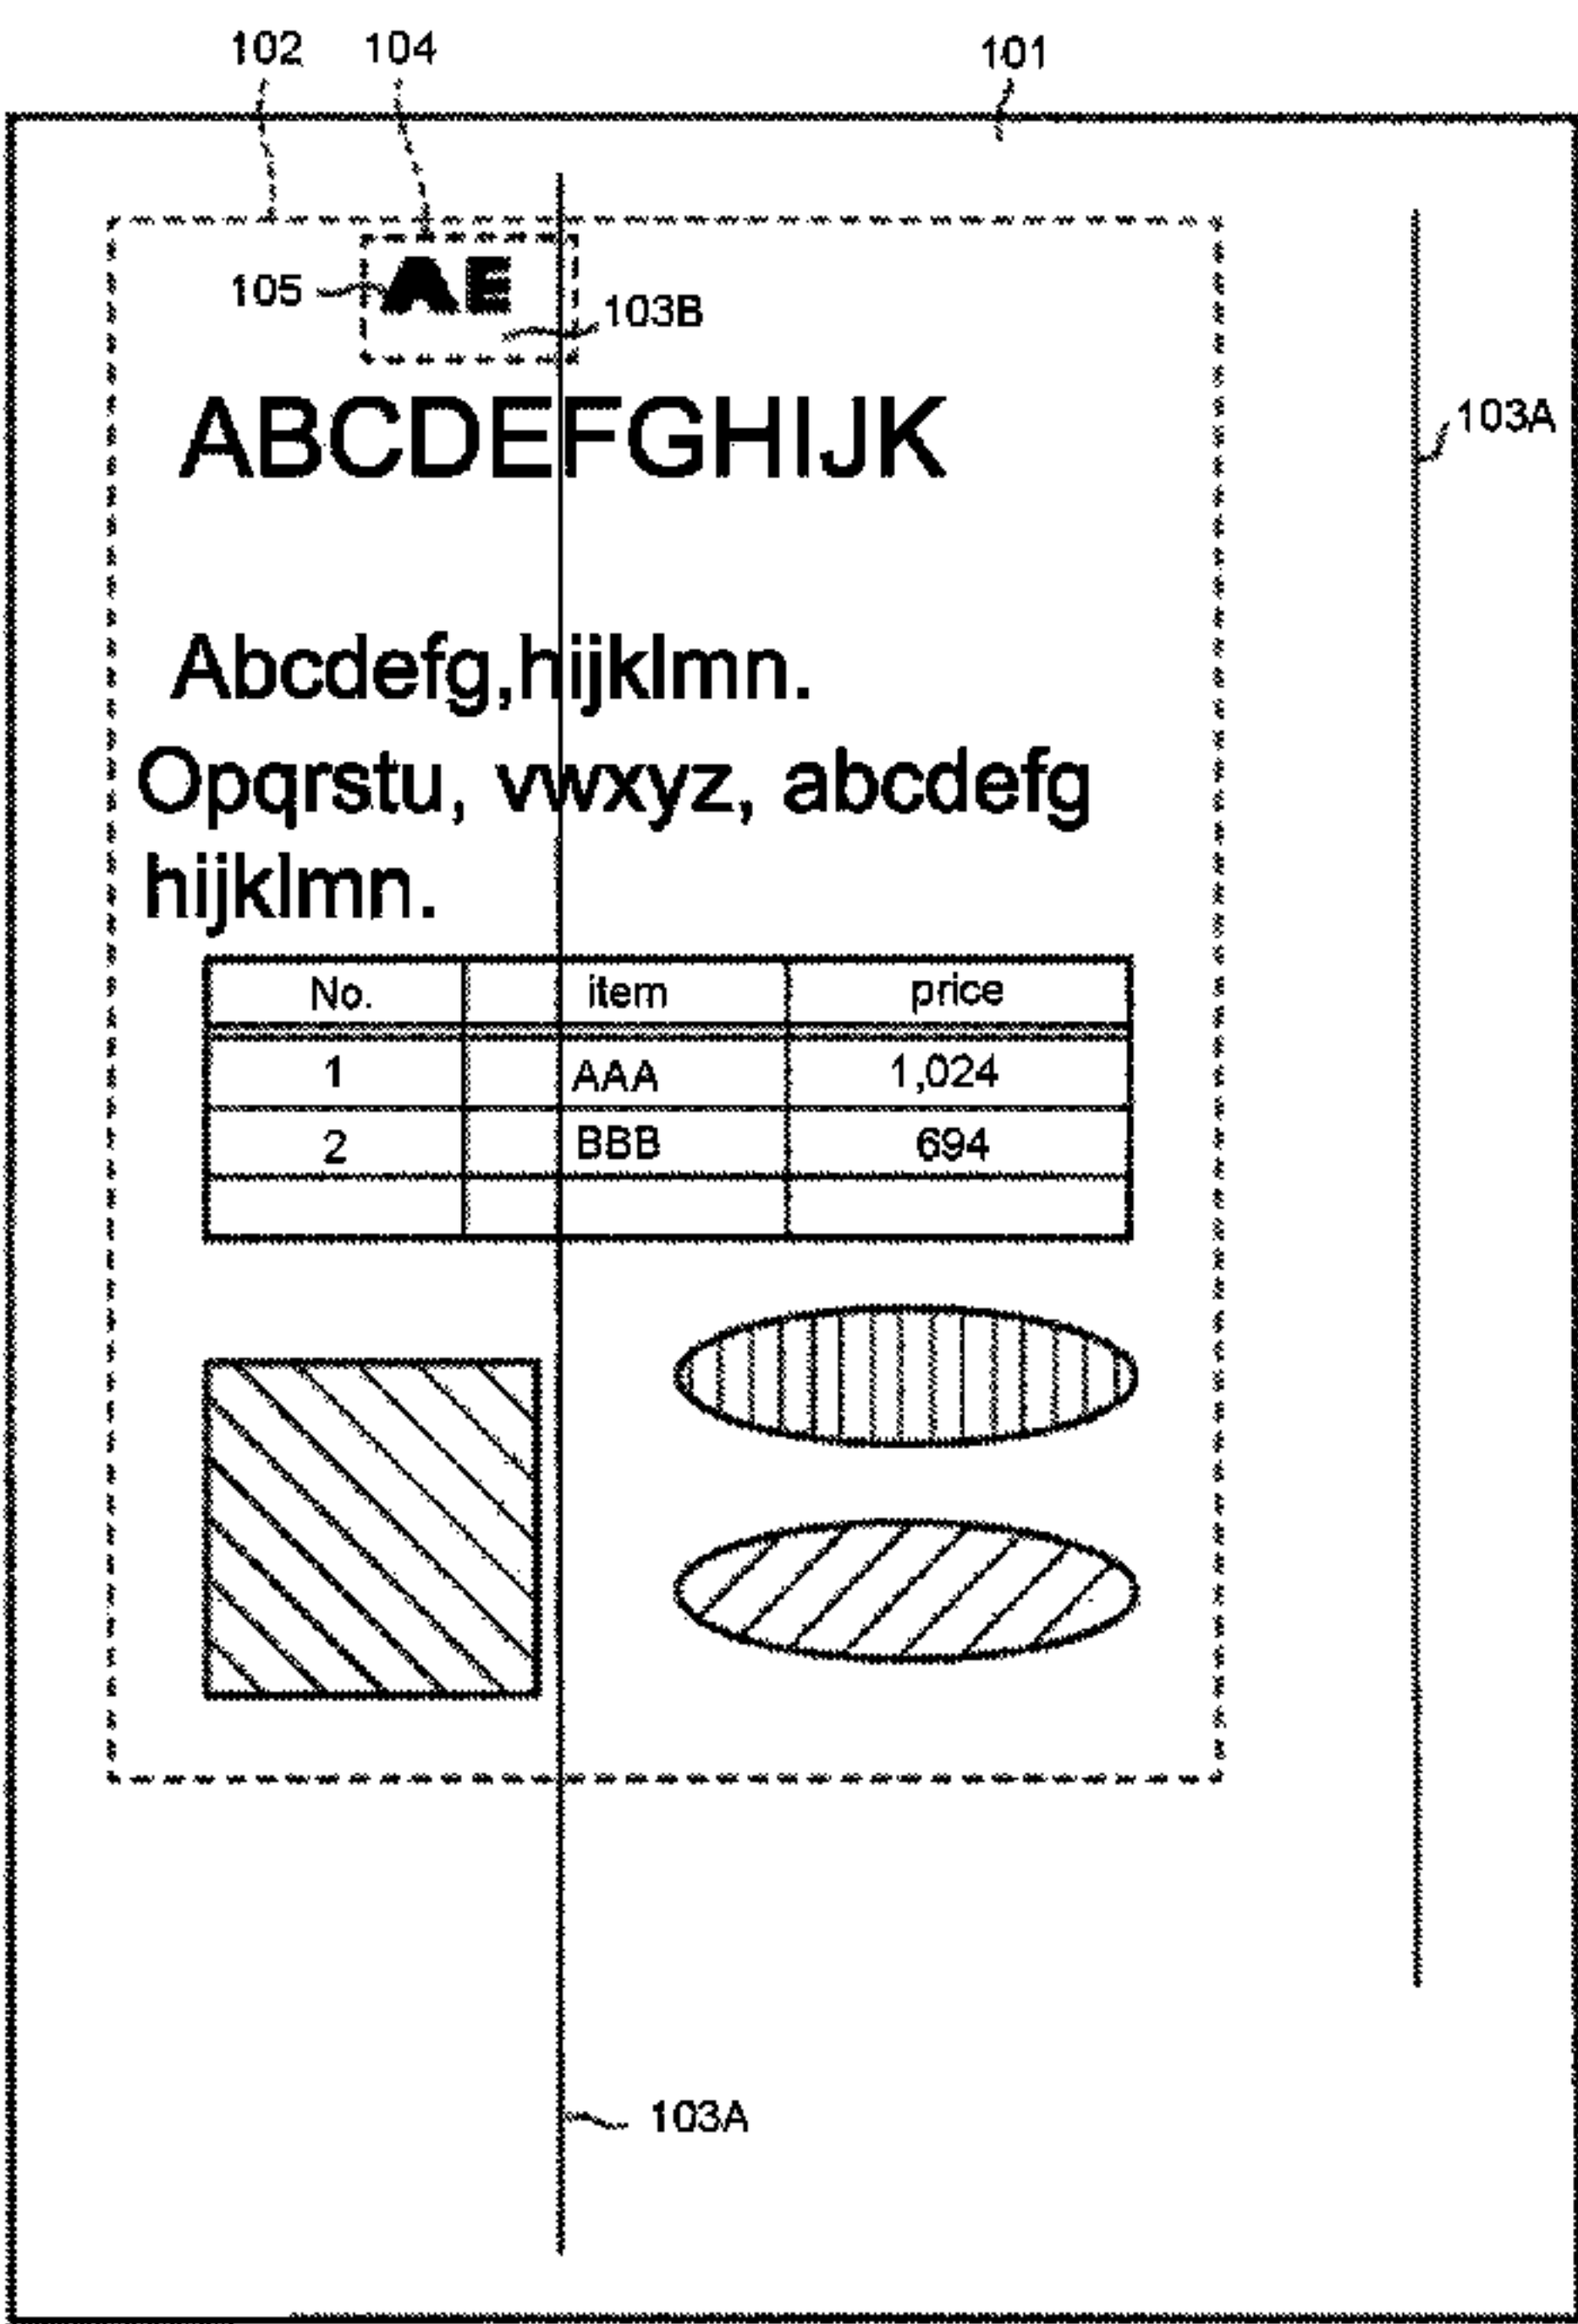 102 104 101
105 AE 103B
ABCDEFGHIJK
103A
Abcdefg,hijklmn.
Opqrstu, vwxyz, abcdefg
hijklmn.
No. item price
1 AAA 1,024
2 BBB 694
103A